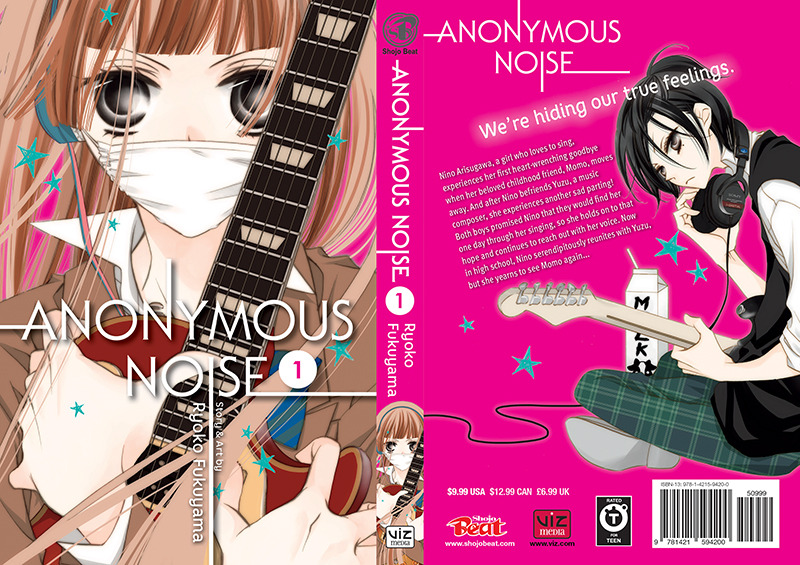 ANONYMOUS
NOISE 1
Story & Art by
Ryoko Fukuyama
Shojo Beat
ANONYMOUS NOISE
1
Ryoko
Fukuyama
VIZ
MEDIA
ANONYMOUS
NOISE
We're hiding our true feelings.
Nino Arisugawa, a girl who loves to sing,
experiences her first heart-wrenching goodbye
when her beloved childhood friend, Momo, moves
away. And after Nino befriends Yuzu, a music
composer, she experiences another sad parting!
Both boys promised Nino that they would find her
one day through her singing, so she holds on to that
hope and continues to reach out with her voice. Now
in high school, Nino serendipitously reunites with Yuzu,
but she yearns to see Momo again...
MILK
$9.99 USA $12.99 CAN £6.99 UK
Shojo
Beat
www.shojobeat.com
VIZ
MEDIA
www.viz.com
RATED
T
FOR
TEEN
ISBN-13: 978-1-4215-9420-0
50999
9 781421 594200